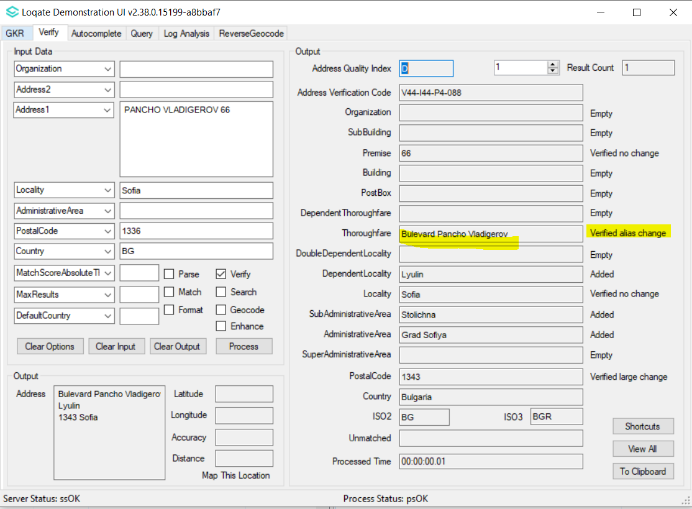 Loqate Demonstration UI v2.38.0.15199-a8bbaf7
GKR Verify Autocomplete Query Log Analysis ReverseGeocode
Input Data
Organization
Address2
Address1 PANCHO VLADIGEROV 66
Locality Sofia
AdministrativeArea
PostalCode 1336
Country BG
MatchScoreAbsoluteTl Parse Verify
MaxResults Match Search
DefaultCountry Format Geocode
Enhance
Clear Options Clear Input Clear Output Process
Output
Address Bulevard Pancho Vladigerov
Lyulin
1343 Sofia
Latitude
Longitude
Accuracy
Distance
Map This Location
Output
Address Quality Index 1 Result Count 1
Address Verification Code V44-I44-P4-088
Organization Empty
SubBuilding Empty
Premise 66 Verified no change
Building Empty
PostBox Empty
DependentThoroughfare Empty
Thoroughfare Bulevard Pancho Vladigerov Verified alias change
DoubleDependentLocality Empty
DependentLocality Lyulin Added
Locality Sofia Verified no change
SubAdministrativeArea Stolichna Added
AdministrativeArea Grad Sofiya Added
SuperAdministrativeArea Empty
PostalCode 1343 Verified large change
Country Bulgaria
ISO2 BG ISO3 BGR
Unmatched
Processed Time 00:00:00.01
Shortcuts
View All
To Clipboard
Server Status: ssOK Process Status: psOK